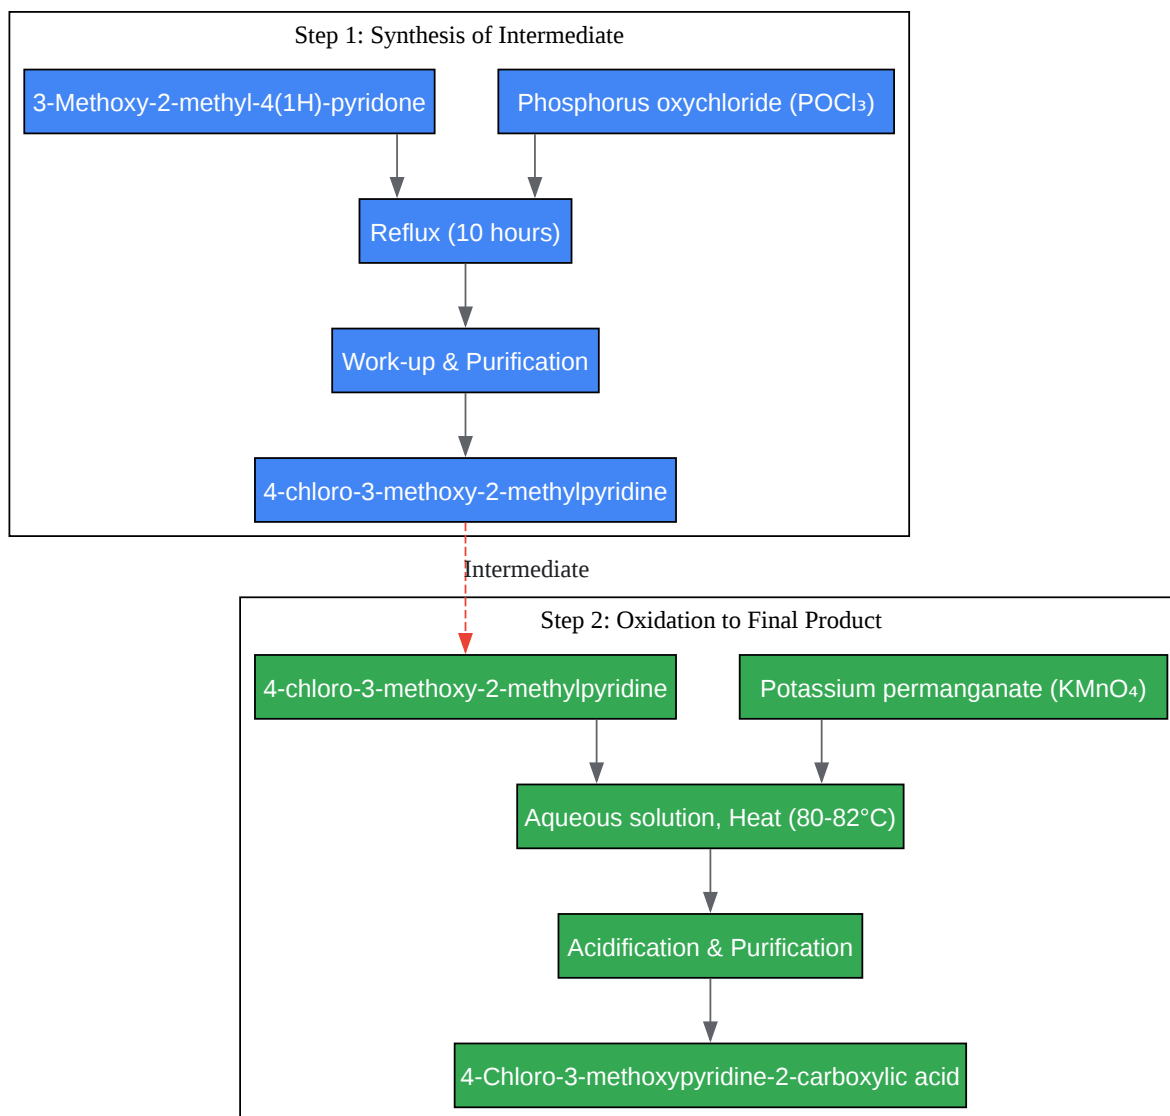 Step 1: Synthesis of Intermediate
3-Methoxy-2-methyl-4(1H)-pyridone
Phosphorus oxychloride (POCl₃)
Reflux (10 hours)
Work-up & Purification
4-chloro-3-methoxy-2-methylpyridine
Intermediate
Step 2: Oxidation to Final Product
4-chloro-3-methoxy-2-methylpyridine
Potassium permanganate (KMnO₄)
Aqueous solution, Heat (80-82°C)
Acidification & Purification
4-Chloro-3-methoxypyridine-2-carboxylic acid